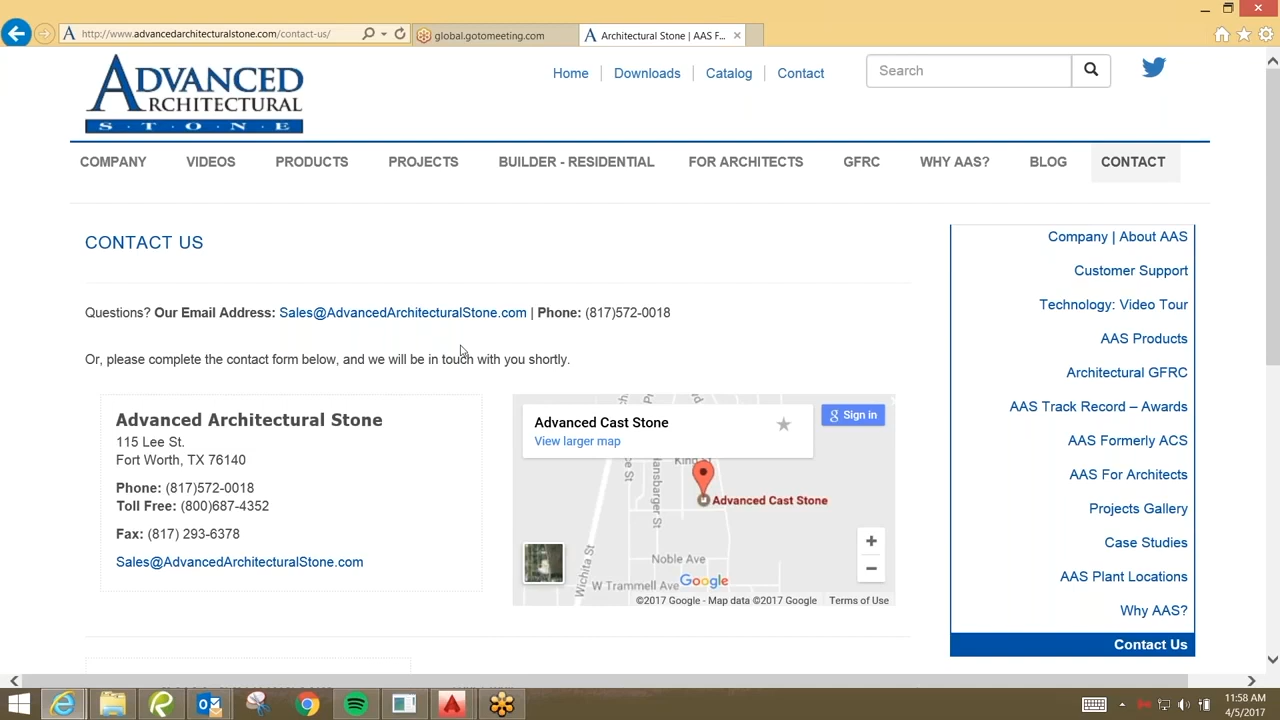 http://www.advancedarchitecturalstone.com/contact-us/
global.gotomeeting.com
Architectural Stone | AAS F...
ADVANCED
ARCHITECTURAL
S·T·O·N·E
Home | Downloads | Catalog | Contact
Search
COMPANY VIDEOS PRODUCTS PROJECTS BUILDER - RESIDENTIAL FOR ARCHITECTS GFRC WHY AAS? BLOG CONTACT
CONTACT US
Questions? Our Email Address: Sales@AdvancedArchitecturalStone.com | Phone: (817)572-0018
Or, please complete the contact form below, and we will be in touch with you shortly.
Advanced Architectural Stone
115 Lee St.
Fort Worth, TX 76140
Phone: (817)572-0018
Toll Free: (800)687-4352
Fax: (817) 293-6378
Sales@AdvancedArchitecturalStone.com
Advanced Cast Stone
View larger map
Sign in
King St
Hansbarger St
Advanced Cast Stone
Wichita St
Noble Ave
W Trammell Ave
Google
©2017 Google - Map data ©2017 Google
Terms of Use
Company | About AAS
Customer Support
Technology: Video Tour
AAS Products
Architectural GFRC
AAS Track Record – Awards
AAS Formerly ACS
AAS For Architects
Projects Gallery
Case Studies
AAS Plant Locations
Why AAS?
Contact Us
11:58 AM
4/5/2017